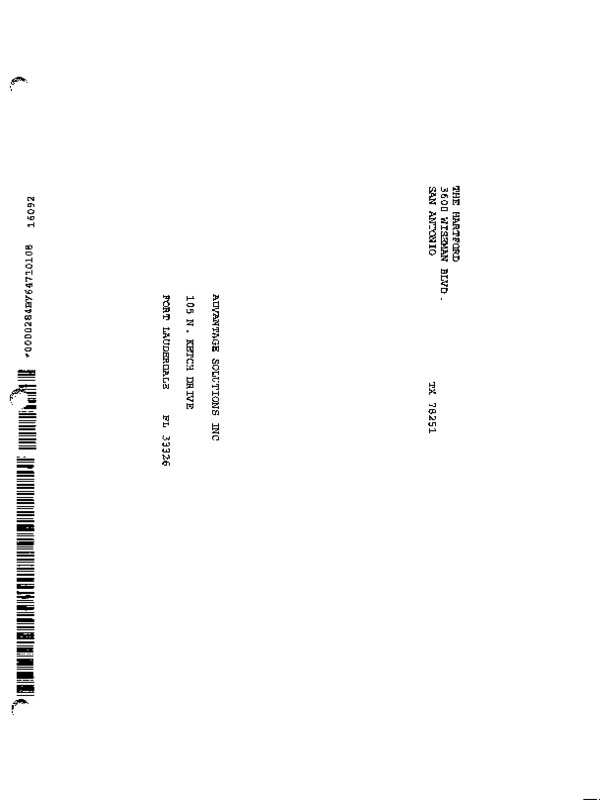 THE HARTFORD
3600 WISEMAN BLVD.
SAN ANTONIO TX 78251
ADVANTAGE SOLUTIONS INC
105 N. KETCH DRIVE
FORT LAUDERDALE FL 33326
*0000284HY64710108 16092